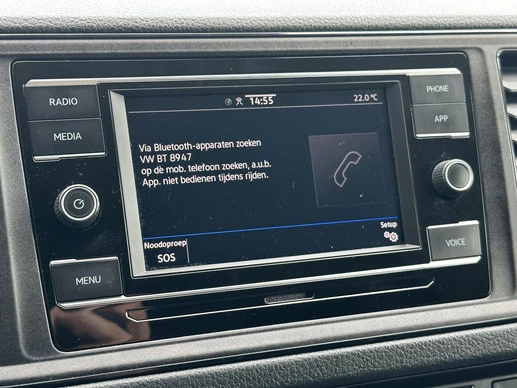 RADIO
MEDIA
MENU
14:55
22.0 °C
Via Bluetooth-apparaten zoeken
VW BT 8947
op de mob. telefoon zoeken, a.u.b.
App. niet bedienen tijdens rijden.
Noodoproep
SOS
Setup
PHONE
APP
VOICE